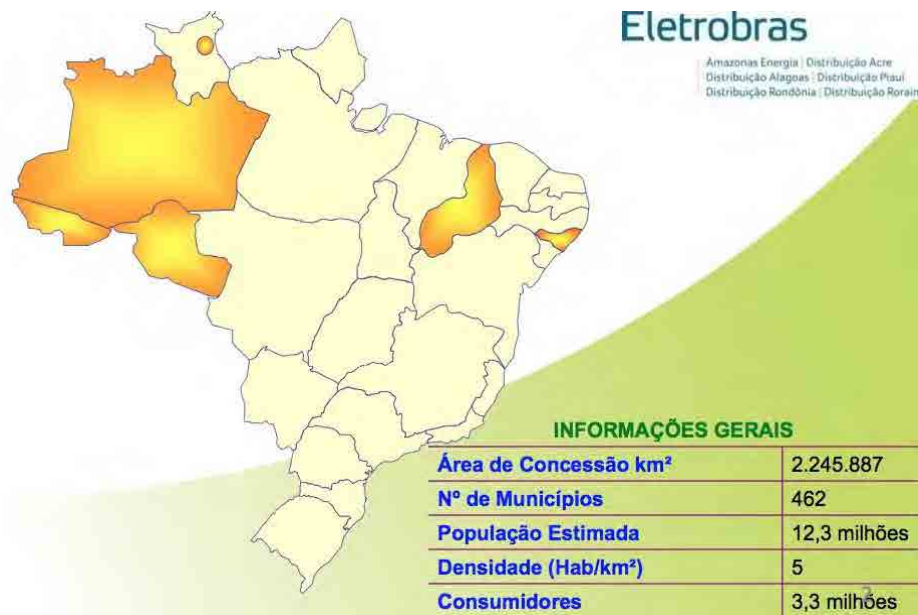 Eletrobras
Amazonas Energia | Distribuição Acre
Distribuição Alagoas | Distribuição Piauí
Distribuição Rondônia | Distribuição Rorain
INFORMAÇÕES GERAIS
Área de Concessão km² 2.245.887
Nº de Municípios 462
População Estimada 12,3 milhões
Densidade (Hab/km²) 5
Consumidores 3,3 milhões